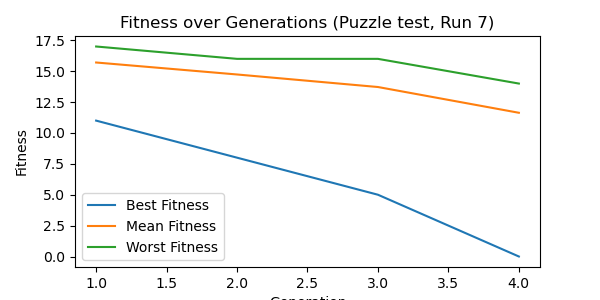 Fitness over Generations (Puzzle test, Run 7)
17.5
15.0
12.5
10.0
7.5
5.0
2.5
0.0
Fitness
Best Fitness
Mean Fitness
Worst Fitness
1.0 1.5 2.0 2.5 3.0 3.5 4.0
Generation